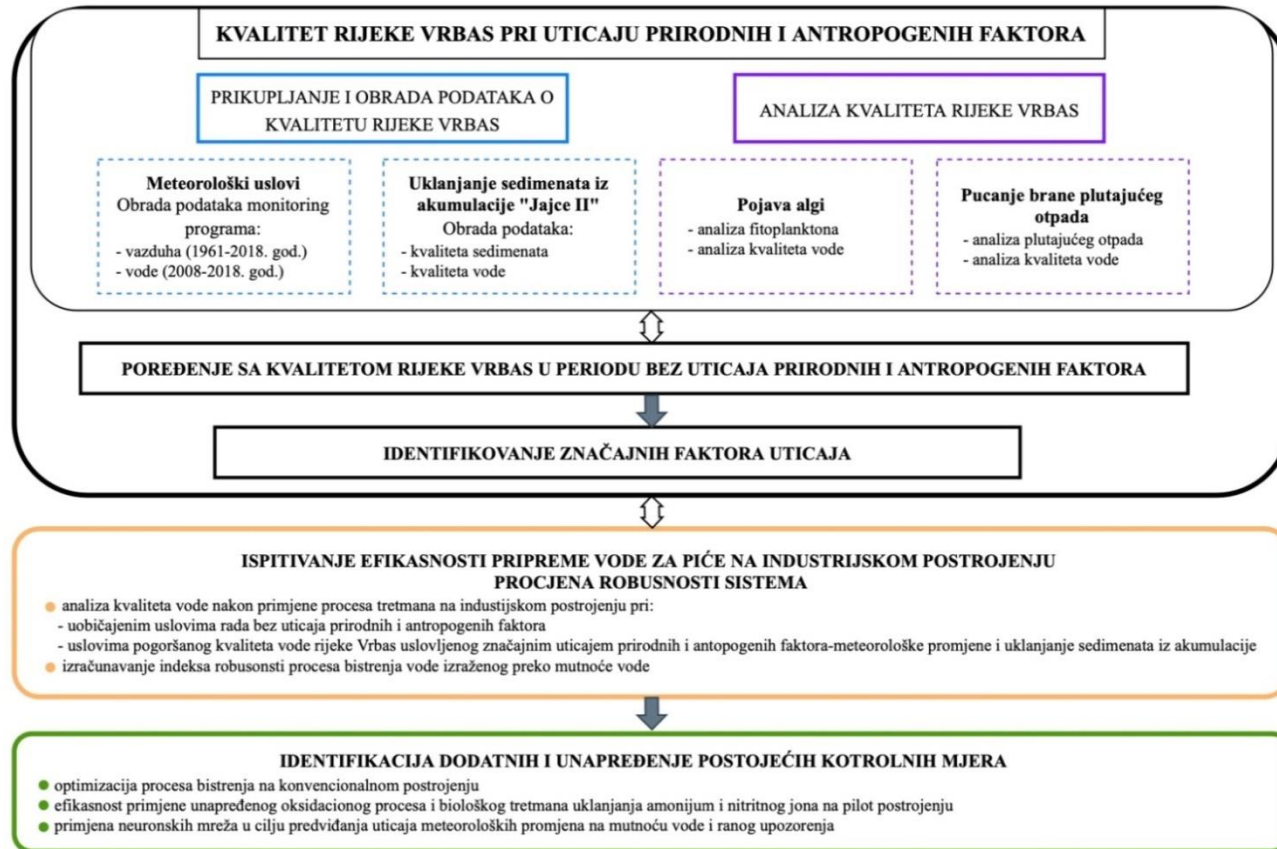 KVALITET RIJEKE VRBAS PRI UTICAJU PRIRODNIH I ANTROPOGENIH FAKTORA
PRIKUPLJANJE I OBRADA PODATAKA O
KVALITETU RIJEKE VRBAS
ANALIZA KVALITETA RIJEKE VRBAS
Meteorološki uslovi
Obrada podataka monitoring
programa:
- vazduha (1961-2018. god.)
- vode (2008-2018. god.)
Uklanjanje sedimenata iz
akumulacije "Jajce II"
Obrada podataka:
- kvaliteta sedimenata
- kvaliteta vode
Pojava algi
- analiza fitoplanktona
- analiza kvaliteta vode
Pucanje brane plutajućeg
otpada
- analiza plutajućeg otpada
- analiza kvaliteta vode
POREĐENJE SA KVALITETOM RIJEKE VRBAS U PERIODU BEZ UTICAJA PRIRODNIH I ANTROPOGENIH FAKTORA
IDENTIFIKOVANJE ZNAČAJNIH FAKTORA UTICAJA
ISPITIVANJE EFIKASNOSTI PRIPREME VODE ZA PIĆE NA INDUSTRIJSKOM POSTROJENJU
PROCJENA ROBUSNOSTI SISTEMA
● analiza kvaliteta vode nakon primjene procesa tretmana na industijskom postrojenju pri:
- uobičajenim uslovima rada bez uticaja prirodnih i antropogenih faktora
- uslovima pogoršanog kvaliteta vode rijeke Vrbas uslovljenog značajnim uticajem prirodnih i antopogenih faktora-meteorološke promjene i uklanjanje sedimenata iz akumulacije
● izračunavanje indeksa robusonsti procesa bistrenja vode izraženog preko mutnoće vode
IDENTIFIKACIJA DODATNIH I UNAPREĐENJE POSTOJEĆIH KOTROLNIH MJERA
● optimizacija procesa bistrenja na konvencionalnom postrojenju
● efikasnost primjene unapređenog oksidacionog procesa i biološkog tretmana uklanjanja amonijum i nitritnog jona na pilot postrojenju
● primjena neuronskih mreža u cilju predviđanja uticaja meteoroloških promjena na mutnoću vode i ranog upozorenja